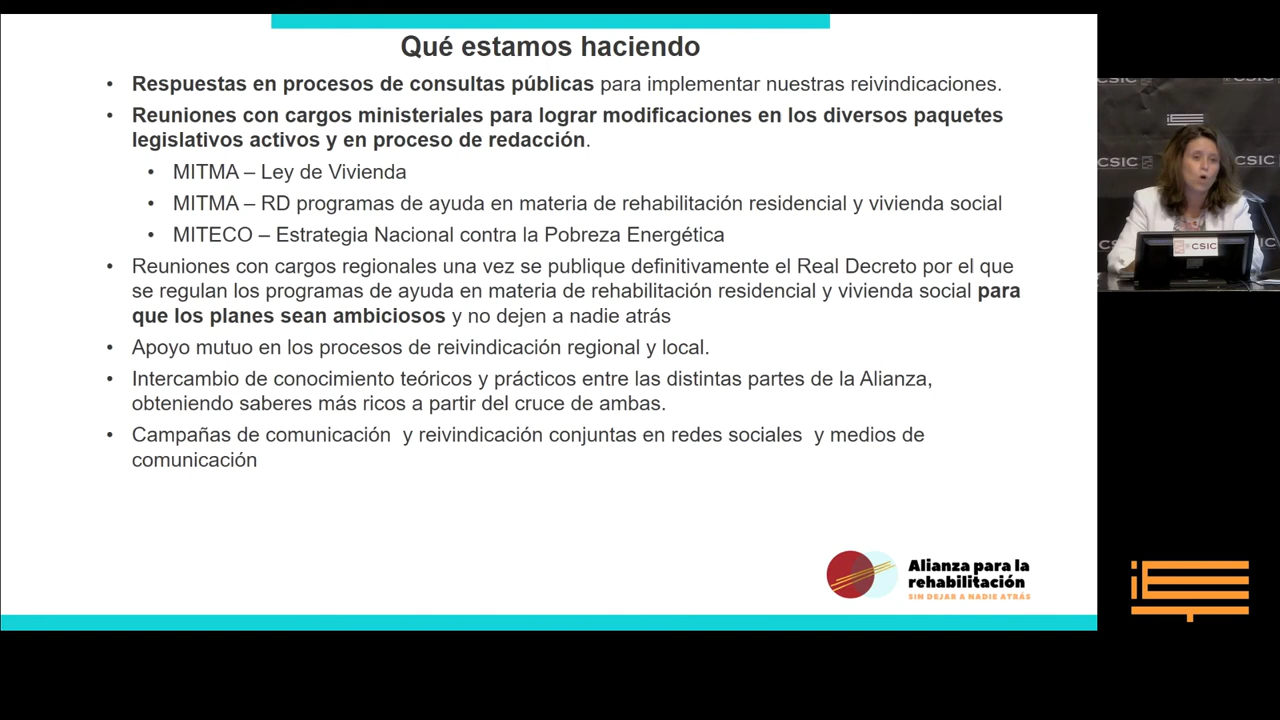 Qué estamos haciendo
• Respuestas en procesos de consultas públicas para implementar nuestras reivindicaciones.
• Reuniones con cargos ministeriales para lograr modificaciones en los diversos paquetes
legislativos activos y en proceso de redacción.
• MITMA – Ley de Vivienda
• MITMA – RD programas de ayuda en materia de rehabilitación residencial y vivienda social
• MITECO – Estrategia Nacional contra la Pobreza Energética
• Reuniones con cargos regionales una vez se publique definitivamente el Real Decreto por el que
se regulan los programas de ayuda en materia de rehabilitación residencial y vivienda social para
que los planes sean ambiciosos y no dejen a nadie atrás
• Apoyo mutuo en los procesos de reivindicación regional y local.
• Intercambio de conocimiento teóricos y prácticos entre las distintas partes de la Alianza,
obteniendo saberes más ricos a partir del cruce de ambas.
• Campañas de comunicación y reivindicación conjuntas en redes sociales y medios de
comunicación
Alianza para la
rehabilitación
SIN DEJAR A NADIE ATRÁS
CSIC
CSIC
CSIC
CSIC